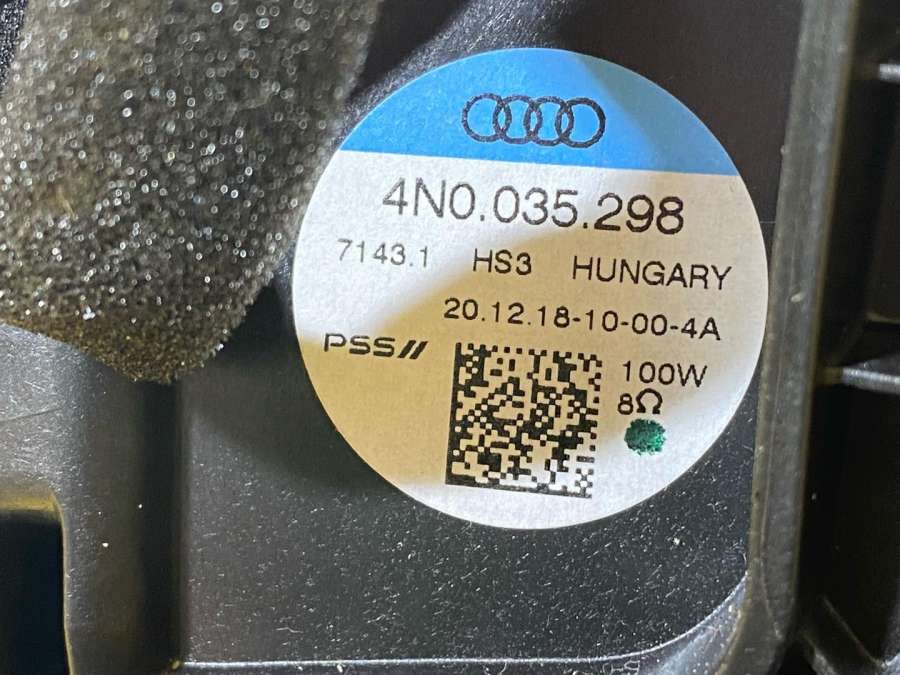 4N0.035.298
7143.1 HS3 HUNGARY
20.12.18-10-00-4A
PSS//
100W
8Ω